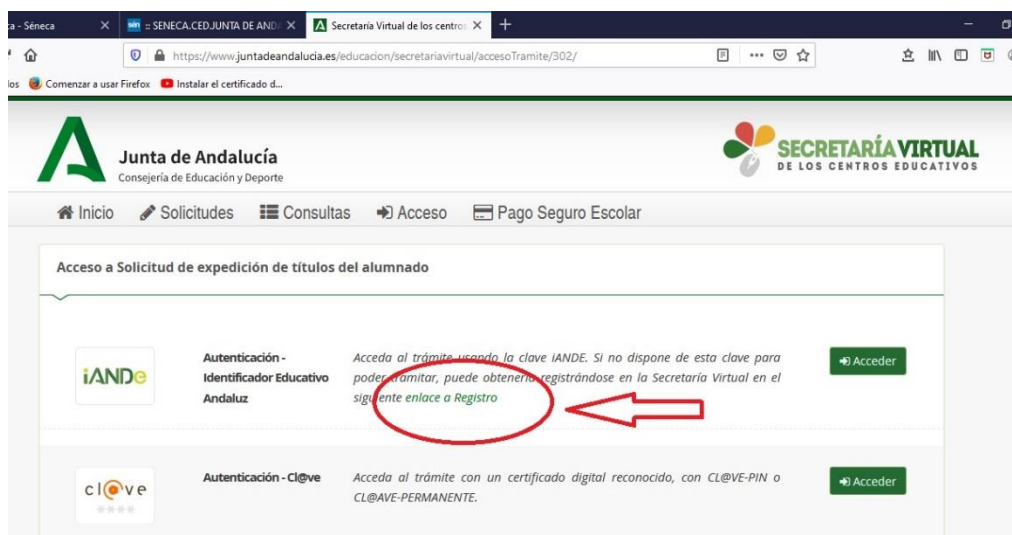 ca - Séneca
:: SENECA.CED.JUNTA DE ANDA
Secretaría Virtual de los centros
https://www.juntadeandalucia.es/educacion/secretariavirtual/accesoTramite/302/
los Comenzar a usar Firefox Instalar el certificado d...
Junta de Andalucía
Consejería de Educación y Deporte
SECRETARÍA VIRTUAL
DE LOS CENTROS EDUCATIVOS
Inicio Solicitudes Consultas Acceso Pago Seguro Escolar
Acceso a Solicitud de expedición de títulos del alumnado
iANDe
Autenticación -
Identificador Educativo
Andaluz
Acceda al trámite usando la clave iANDE. Si no dispone de esta clave para
poder tramitar, puede obtenerla registrándose en la Secretaría Virtual en el
siguiente enlace a Registro
Acceder
cl@ve
Autenticación - Cl@ve
Acceda al trámite con un certificado digital reconocido, con CL@VE-PIN o
CL@AVE-PERMANENTE.
Acceder